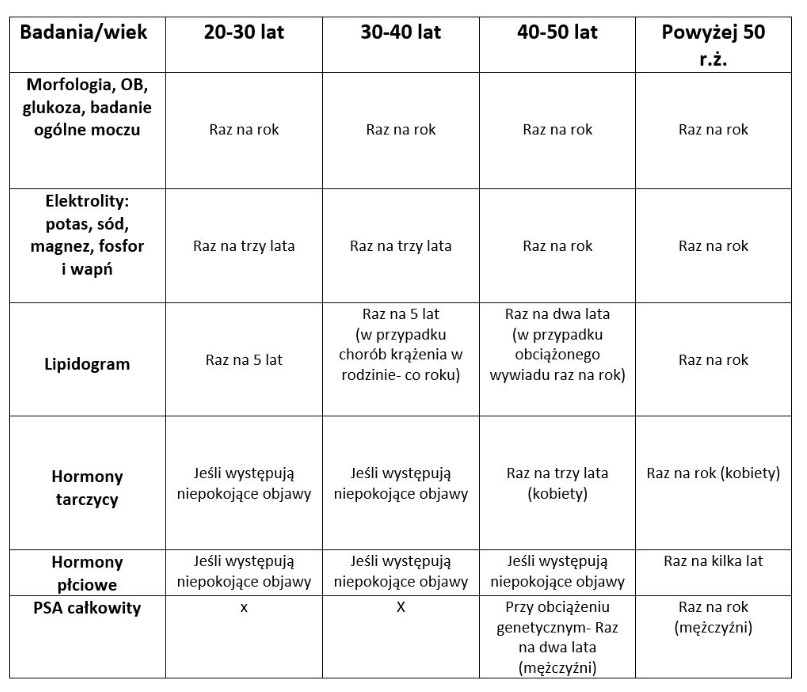 Badania/wiek
20-30 lat
30-40 lat
40-50 lat
Powyżej 50
r.ż.
Morfologia, OB,
glukoza, badanie
ogólne moczu
Raz na rok
Raz na rok
Raz na rok
Raz na rok
Elektrolity:
potas, sód,
magnez, fosfor
i wapń
Raz na trzy lata
Raz na trzy lata
Raz na rok
Raz na rok
Lipidogram
Raz na 5 lat
Raz na 5 lat
(w przypadku
chorób krążenia w
rodzinie- co roku)
Raz na dwa lata
(w przypadku
obciążonego
wywiadu raz na rok)
Raz na rok
Hormony
tarczycy
Jeśli występują
niepokojące objawy
Jeśli występują
niepokojące objawy
Raz na trzy lata
(kobiety)
Raz na rok (kobiety)
Hormony
płciowe
Jeśli występują
niepokojące objawy
Jeśli występują
niepokojące objawy
Jeśli występują
niepokojące objawy
Raz na kilka lat
PSA całkowity
x
X
Przy obciążeniu
genetycznym- Raz
na dwa lata
(mężczyźni)
Raz na rok
(mężczyźni)